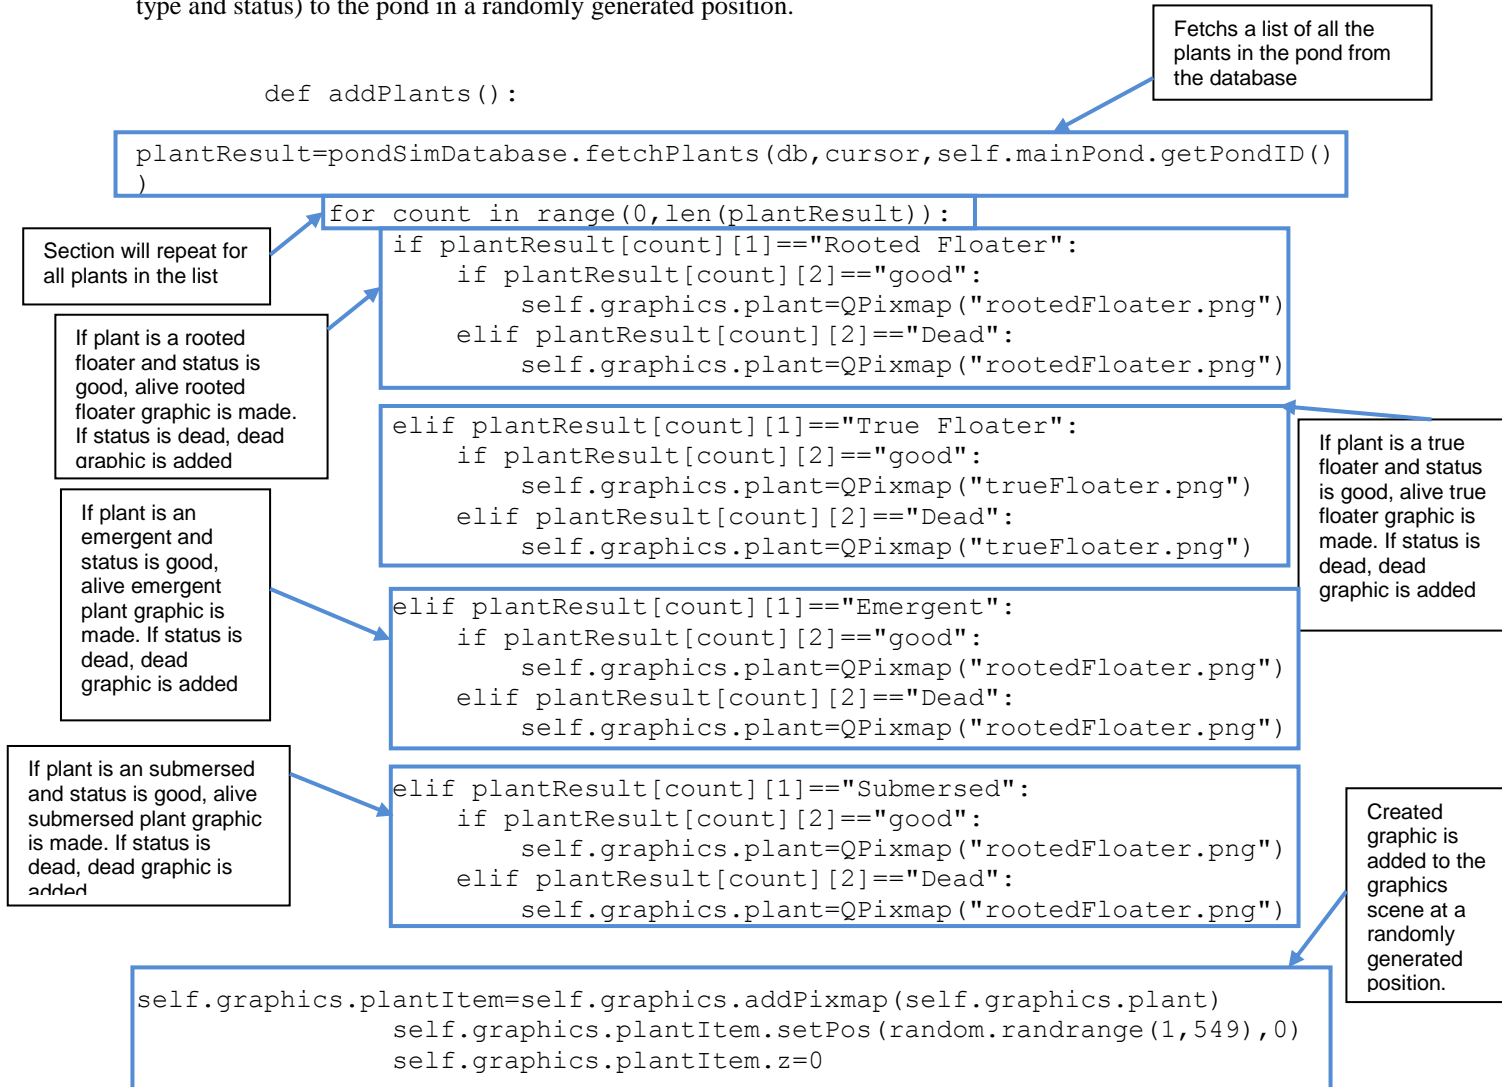 type and status) to the pond in a randomly generated position.
Fetchs a list of all the
plants in the pond from
the database
def addPlants():
plantResult=pondSimDatabase.fetchPlants(db,cursor,self.mainPond.getPondID()
)
for count in range(0,len(plantResult)):
Section will repeat for
all plants in the list
if plantResult[count][1]=="Rooted Floater":
if plantResult[count][2]=="good":
self.graphics.plant=QPixmap("rootedFloater.png")
elif plantResult[count][2]=="Dead":
self.graphics.plant=QPixmap("rootedFloater.png")
If plant is a rooted
floater and status is
good, alive rooted
floater graphic is made.
If status is dead, dead
graphic is added
elif plantResult[count][1]=="True Floater":
if plantResult[count][2]=="good":
self.graphics.plant=QPixmap("trueFloater.png")
elif plantResult[count][2]=="Dead":
self.graphics.plant=QPixmap("trueFloater.png")
If plant is a true
floater and status
is good, alive true
floater graphic is
made. If status is
dead, dead
graphic is added
If plant is an
emergent and
status is good,
alive emergent
plant graphic is
made. If status is
dead, dead
graphic is added
elif plantResult[count][1]=="Emergent":
if plantResult[count][2]=="good":
self.graphics.plant=QPixmap("rootedFloater.png")
elif plantResult[count][2]=="Dead":
self.graphics.plant=QPixmap("rootedFloater.png")
If plant is an submersed
and status is good, alive
submersed plant graphic
is made. If status is
dead, dead graphic is
added
elif plantResult[count][1]=="Submersed":
if plantResult[count][2]=="good":
self.graphics.plant=QPixmap("rootedFloater.png")
elif plantResult[count][2]=="Dead":
self.graphics.plant=QPixmap("rootedFloater.png")
Created
graphic is
added to the
graphics
scene at a
randomly
generated
position.
self.graphics.plantItem=self.graphics.addPixmap(self.graphics.plant)
self.graphics.plantItem.setPos(random.randrange(1,549),0)
self.graphics.plantItem.z=0